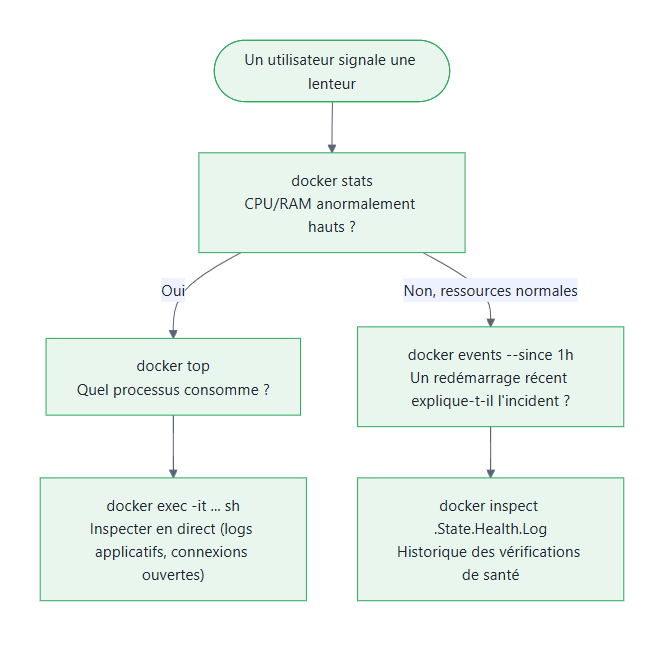 Un utilisateur signale une
lenteur
docker stats
CPU/RAM anormalement
hauts ?
Oui
Non, ressources normales
docker top
Quel processus consomme ?
docker events --since 1h
Un redémarrage récent
explique-t-il l'incident ?
docker exec -it ... sh
Inspecter en direct (logs
applicatifs, connexions
ouvertes)
docker inspect
.State.Health.Log
Historique des vérifications
de santé